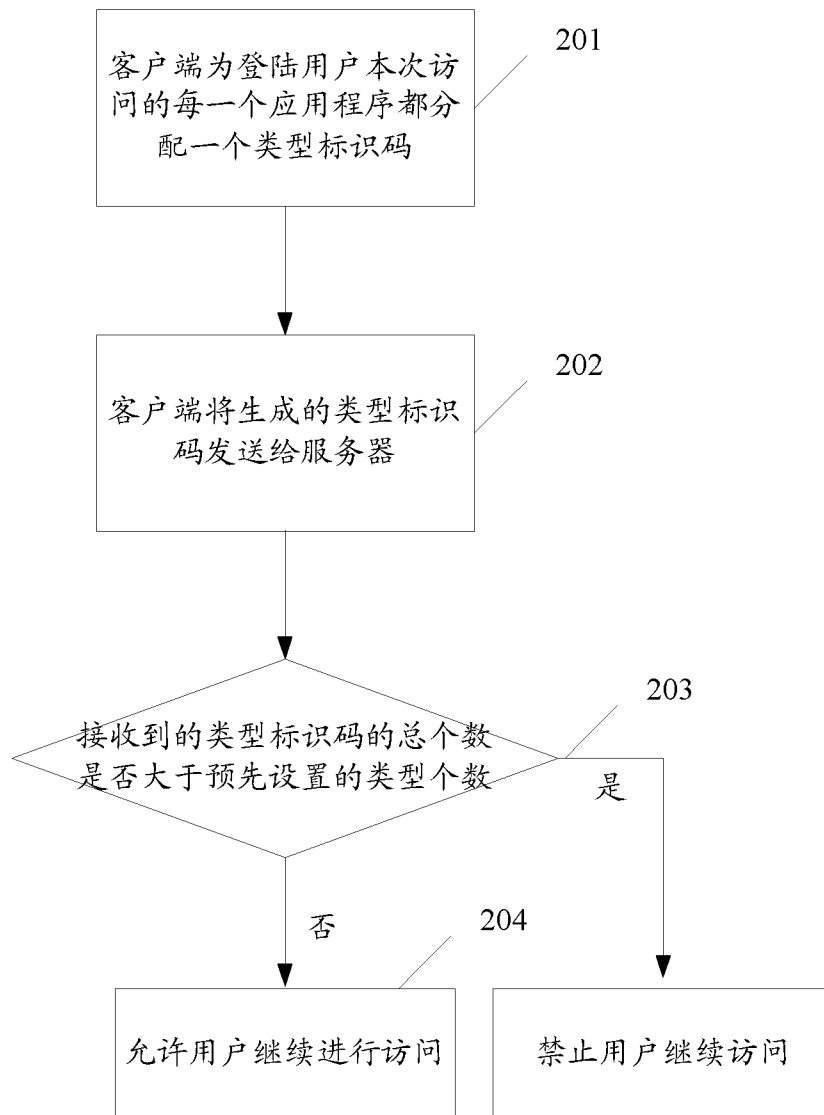 客户端为登陆用户本次访
问的每一个应用程序都分
配一个类型标识码
201
客户端将生成的类型标识
码发送给服务器
202
接收到的类型标识码的总个数
是否大于预先设置的类型个数
203
是
否
204
允许用户继续进行访问
禁止用户继续访问